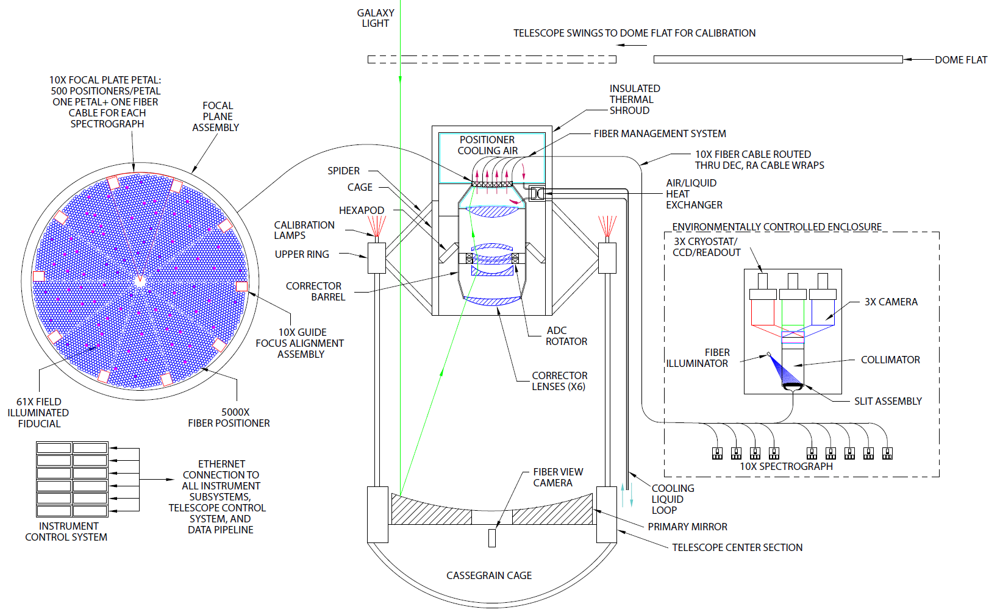 GALAXY
LIGHT
TELESCOPE SWINGS TO DOME FLAT FOR CALIBRATION
DOME FLAT
10X FOCAL PLATE PETAL:
500 POSITIONERS/PETAL
ONE PETAL+ ONE FIBER
CABLE FOR EACH
SPECTROGRAPH
FOCAL
PLANE
ASSEMBLY
INSULATED
THERMAL
SHROUD
POSITIONER
COOLING AIR
FIBER MANAGEMENT SYSTEM
10X FIBER CABLE ROUTED
THRU DEC, RA CABLE WRAPS
SPIDER
CAGE
HEXAPOD
CALIBRATION
LAMPS
UPPER RING
CORRECTOR
BARREL
AIR/LIQUID
HEAT
EXCHANGER
ENVIRONMENTALLY CONTROLLED ENCLOSURE
3X CRYOSTAT/
CCD/READOUT
3X CAMERA
10X GUIDE
FOCUS ALIGNMENT
ASSEMBLY
ADC
ROTATOR
FIBER
ILLUMINATOR
COLLIMATOR
CORRECTOR
LENSES (X6)
SLIT ASSEMBLY
61X FIELD
ILLUMINATED
FIDUCIAL
5000X
FIBER POSITIONER
10X SPECTROGRAPH
ETHERNET
CONNECTION TO
ALL INSTRUMENT
SUBSYSTEMS,
TELESCOPE CONTROL
SYSTEM, AND
DATA PIPELINE
FIBER VIEW
CAMERA
COOLING
LIQUID
LOOP
INSTRUMENT
CONTROL SYSTEM
PRIMARY MIRROR
TELESCOPE CENTER SECTION
CASSEGRAIN CAGE